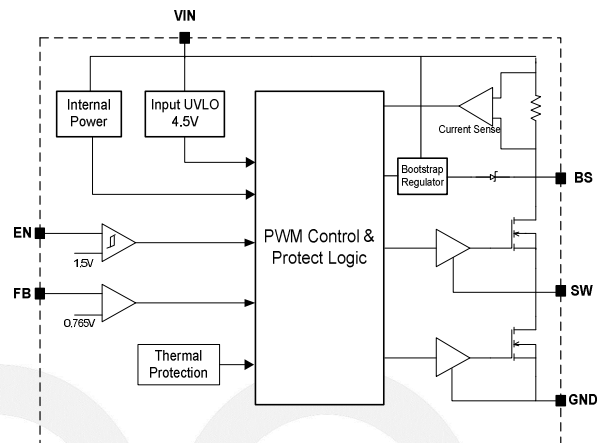 VIN
Internal
Power
Input UVLO
4.5V
Current Sense
Bootstrap
Regulator
BS
EN
1.5V
PWM Control &
Protect Logic
FB
0.765V
SW
Thermal
Protection
GND